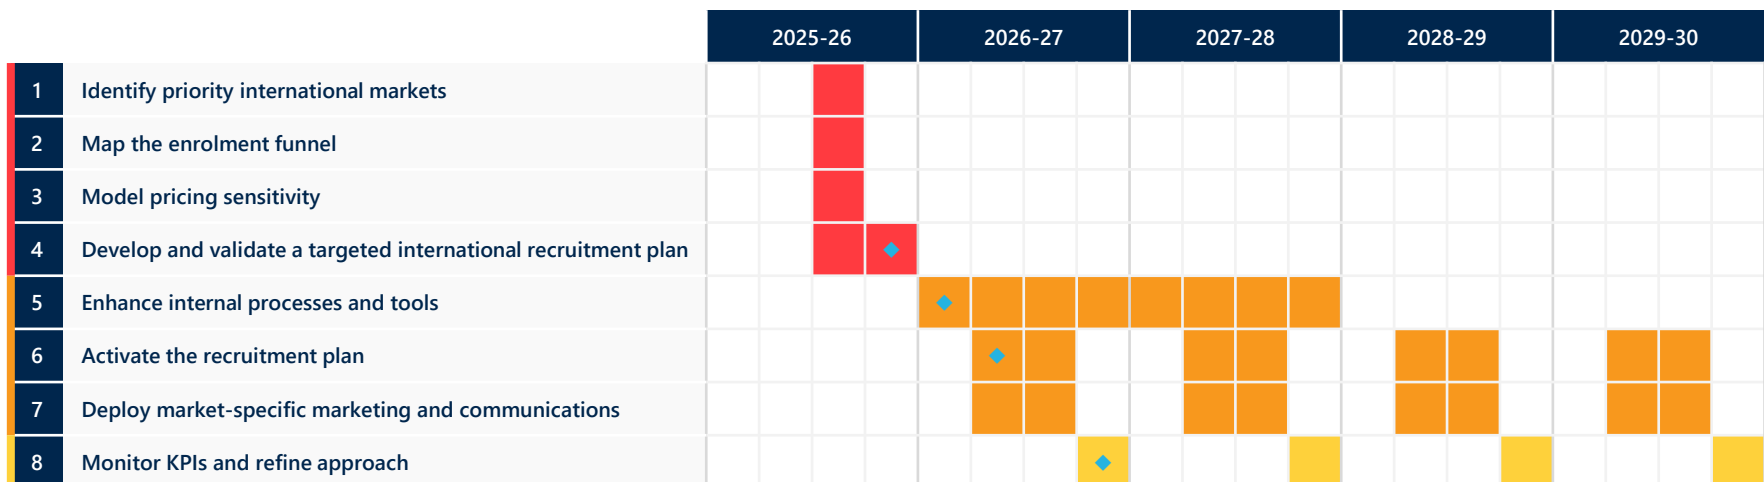 2025-26 2026-27 2027-28 2028-29 2029-30
1 Identify priority international markets
2 Map the enrolment funnel
3 Model pricing sensitivity
4 Develop and validate a targeted international recruitment plan
5 Enhance internal processes and tools
6 Activate the recruitment plan
7 Deploy market-specific marketing and communications
8 Monitor KPIs and refine approach